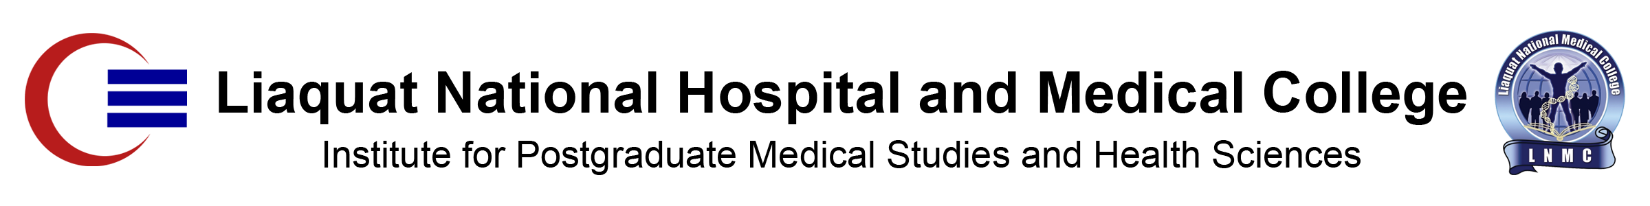 Liaquat National Hospital and Medical College
Institute for Postgraduate Medical Studies and Health Sciences
Liaquat National Medical College
LNMC